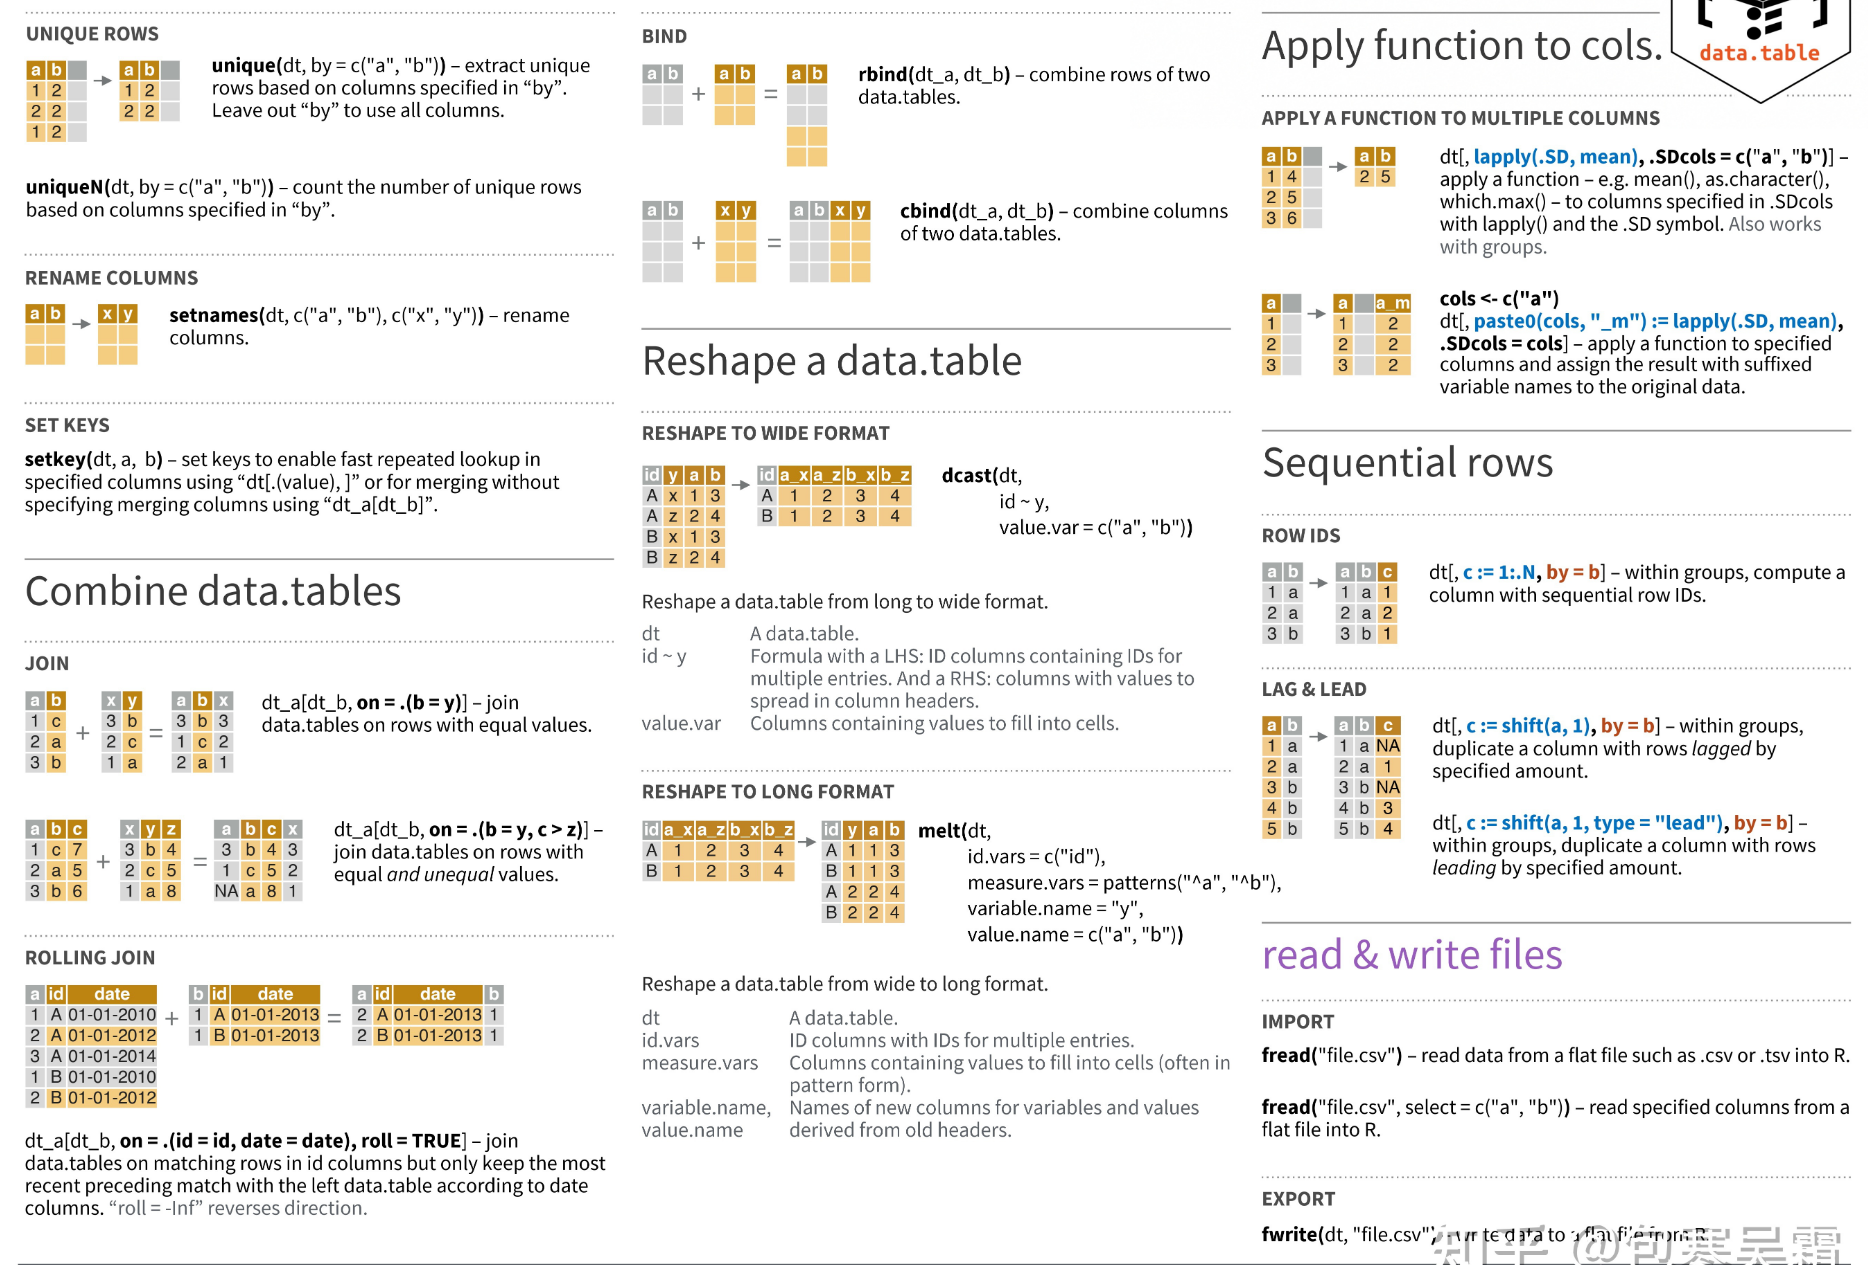 UNIQUE ROWS
a b
a b
1 2
1 2
2 2
2 2
1 2
unique(dt, by = c("a", "b")) – extract unique
rows based on columns specified in “by”.
Leave out “by” to use all columns.
uniqueN(dt, by = c("a", "b")) – count the number of unique rows
based on columns specified in “by”.
RENAME COLUMNS
a b
x y
setnames(dt, c("a", "b"), c("x", "y")) – rename
columns.
SET KEYS
setkey(dt, a, b) – set keys to enable fast repeated lookup in
specified columns using “dt[.(value), ]” or for merging without
specifying merging columns using “dt_a[dt_b]”.
Combine data.tables
JOIN
a b
1 c
2 a
3 b
+
x y
3 b
2 c
1 a
=
a b x
3 b 3
1 c 2
2 a 1
dt_a[dt_b, on = .(b = y)] – join
data.tables on rows with equal values.
a b c
1 c 7
2 a 5
3 b 6
+
x y z
3 b 4
2 c 5
1 a 8
=
a b c x
3 b 4 3
1 c 5 2
NA a 8 1
dt_a[dt_b, on = .(b = y, c > z)] –
join data.tables on rows with
equal and unequal values.
ROLLING JOIN
a id date
1 A 01-01-2010
2 A 01-01-2012
3 A 01-01-2014
1 B 01-01-2010
2 B 01-01-2012
+
b id date
1 A 01-01-2013
1 B 01-01-2013
=
a id date b
2 A 01-01-2013 1
2 B 01-01-2013 1
dt_a[dt_b, on = .(id = id, date = date), roll = TRUE] – join
data.tables on matching rows in id columns but only keep the most
recent preceding match with the left data.table according to date
columns. “roll = -Inf” reverses direction.
BIND
a b
+
a b
=
a b
rbind(dt_a, dt_b) – combine rows of two
data.tables.
a b
+
x y
=
a b x y
cbind(dt_a, dt_b) – combine columns
of two data.tables.
Reshape a data.table
RESHAPE TO WIDE FORMAT
id y a b
A x 1 3
A z 2 4
B x 1 3
B z 2 4
id a_x a_z b_x b_z
A 1 2 3 4
B 1 2 3 4
dcast(dt,
id ~ y,
value.var = c("a", "b"))
Reshape a data.table from long to wide format.
dt A data.table.
id ~ y Formula with a LHS: ID columns containing IDs for
multiple entries. And a RHS: columns with values to
spread in column headers.
value.var Columns containing values to fill into cells.
RESHAPE TO LONG FORMAT
id a_x a_z b_x b_z
A 1 2 3 4
B 1 2 3 4
id y a b
A 1 1 3
B 1 1 3
A 2 2 4
B 2 2 4
melt(dt,
id.vars = c("id"),
measure.vars = patterns("^a", "^b"),
variable.name = "y",
value.name = c("a", "b"))
Reshape a data.table from wide to long format.
dt A data.table.
id.vars ID columns with IDs for multiple entries.
measure.vars Columns containing values to fill into cells (often in
pattern form).
variable.name, Names of new columns for variables and values
value.name derived from old headers.
Apply function to cols.
data.table
APPLY A FUNCTION TO MULTIPLE COLUMNS
a b
1 4
2 5
3 6
a b
2 5
dt[, lapply(.SD, mean), .SDcols = c("a", "b")] –
apply a function – e.g. mean(), as.character(),
which.max() – to columns specified in .SDcols
with lapply() and the .SD symbol. Also works
with groups.
a
1
2
3
a a_m
1 2
2 2
3 2
cols <- c("a")
dt[, paste0(cols, "_m") := lapply(.SD, mean),
.SDcols = cols] – apply a function to specified
columns and assign the result with suffixed
variable names to the original data.
Sequential rows
ROW IDS
a b
1 a
2 a
3 b
a b c
1 a 1
2 a 2
3 b 1
dt[, c := 1:.N, by = b] – within groups, compute a
column with sequential row IDs.
LAG & LEAD
a b
1 a
2 a
3 b
4 b
5 b
a b c
1 a NA
2 a 1
3 b NA
4 b 3
5 b 4
dt[, c := shift(a, 1), by = b] – within groups,
duplicate a column with rows lagged by
specified amount.
dt[, c := shift(a, 1, type = "lead"), by = b] –
within groups, duplicate a column with rows
leading by specified amount.
read & write files
IMPORT
fread("file.csv") – read data from a flat file such as .csv or .tsv into R.
fread("file.csv", select = c("a", "b")) – read specified columns from a
flat file into R.
EXPORT
fwrite(dt, "file.csv") – write data to a flat file from R.
知乎 @包寒吴霜